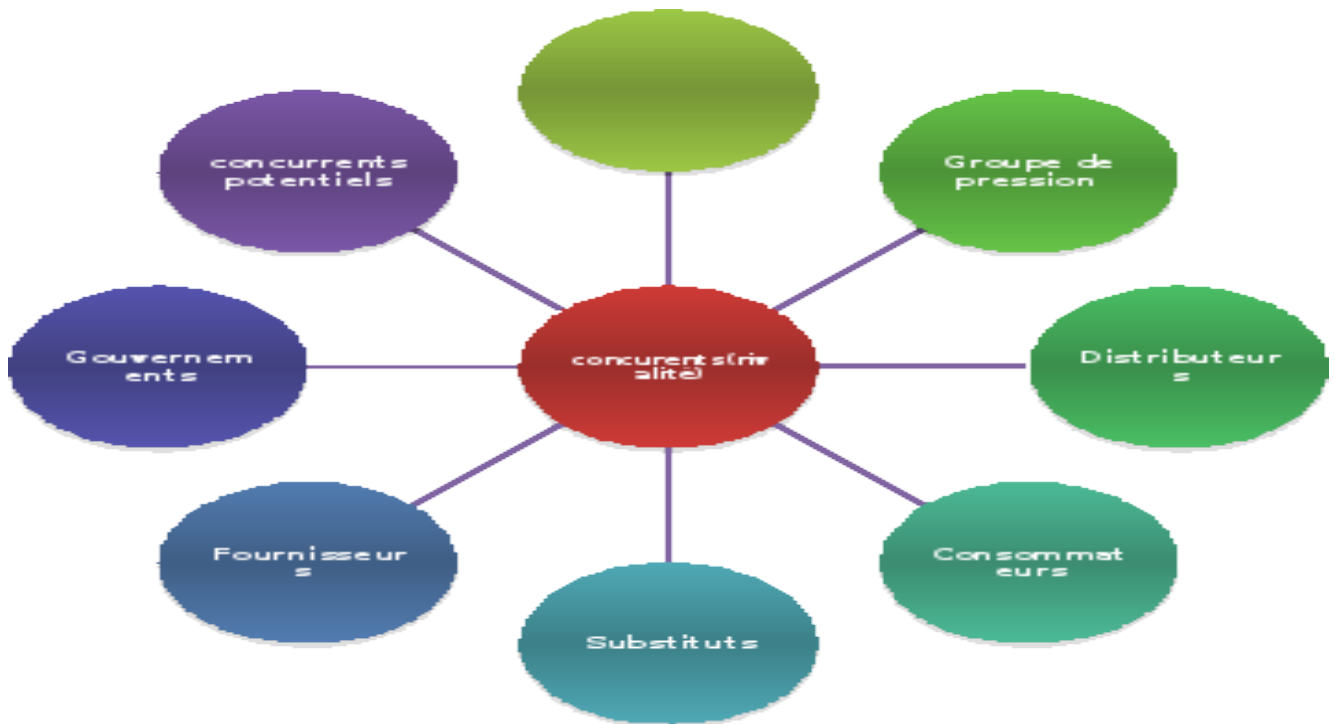 concurrents
potentiels
Groupe de
pression
Gouvernem
ents
concurents(riv
alité)
Distributeur
s
Fournisseur
s
Consommat
eurs
Substituts